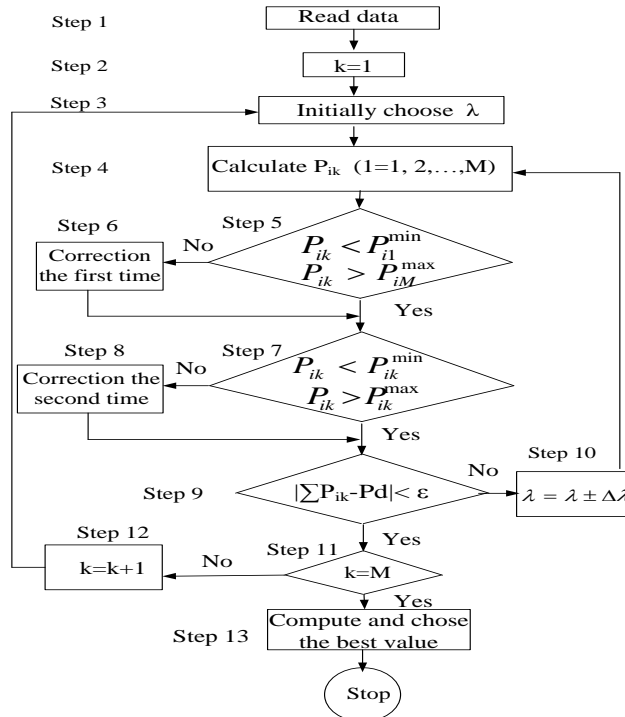 Step 1
Read data
Step 2
k=1
Step 3
Initially choose λ
Step 4
Calculate P_ik (1=1, 2,…,M)
Step 5
P_ik < P_i1^min
P_ik > P_iM^max
Step 6
No
Correction
the first time
Yes
Step 7
P_ik < P_ik^min
P_ik > P_ik^max
Step 8
No
Correction the
second time
Yes
Step 9
|∑P_ik-Pd|< ε
No
Step 10
λ = λ ± Δλ
Yes
Step 11
k=M
No
Step 12
k=k+1
Yes
Step 13
Compute and chose
the best value
Stop